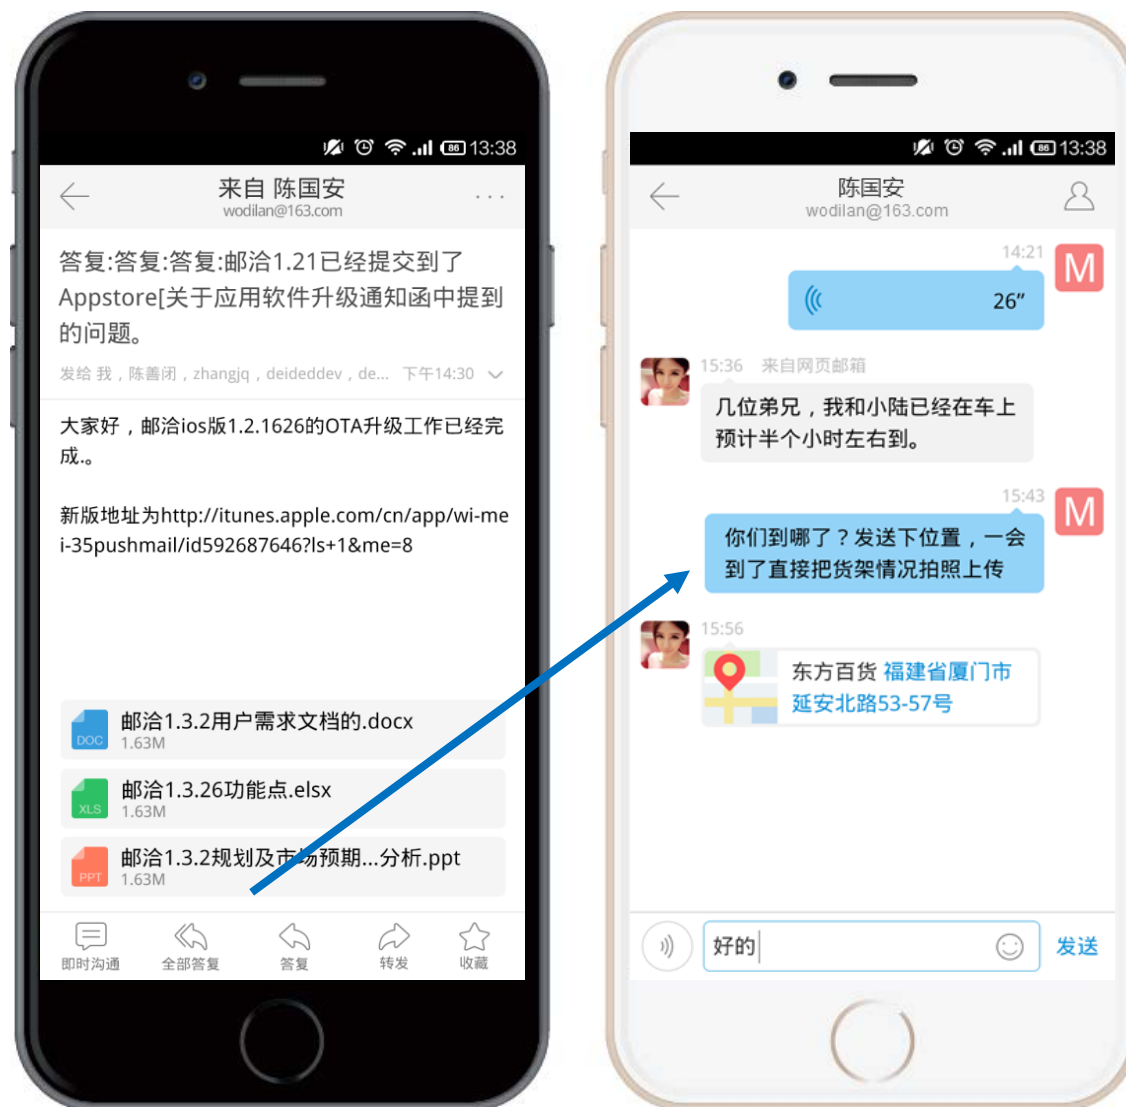 86 13:38
来自 陈国安
wodilan@163.com
答复:答复:答复:邮洽1.21已经提交到了
Appstore[关于应用软件升级通知函中提到
的问题。
发给 我，陈善闭，zhangjq，deideddev，de... 下午14:30
大家好，邮洽ios版1.2.1626的OTA升级工作已经完
成.。
新版地址为http://itunes.apple.com/cn/app/wi-me
i-35pushmail/id592687646?ls+1&me=8
DOC
邮洽1.3.2用户需求文档的.docx
1.63M
XLS
邮洽1.3.26功能点.elsx
1.63M
PPT
邮洽1.3.2规划及市场预期...分析.ppt
1.63M
即时沟通 全部答复 答复 转发 收藏
86 13:38
陈国安
wodilan@163.com
14:21
M
26”
15:36 来自网页邮箱
几位弟兄，我和小陆已经在车上
预计半个小时左右到。
15:43
M
你们到哪了？发送下位置，一会
到了直接把货架情况拍照上传
15:56
东方百货 福建省厦门市
延安北路53-57号
好的
发送